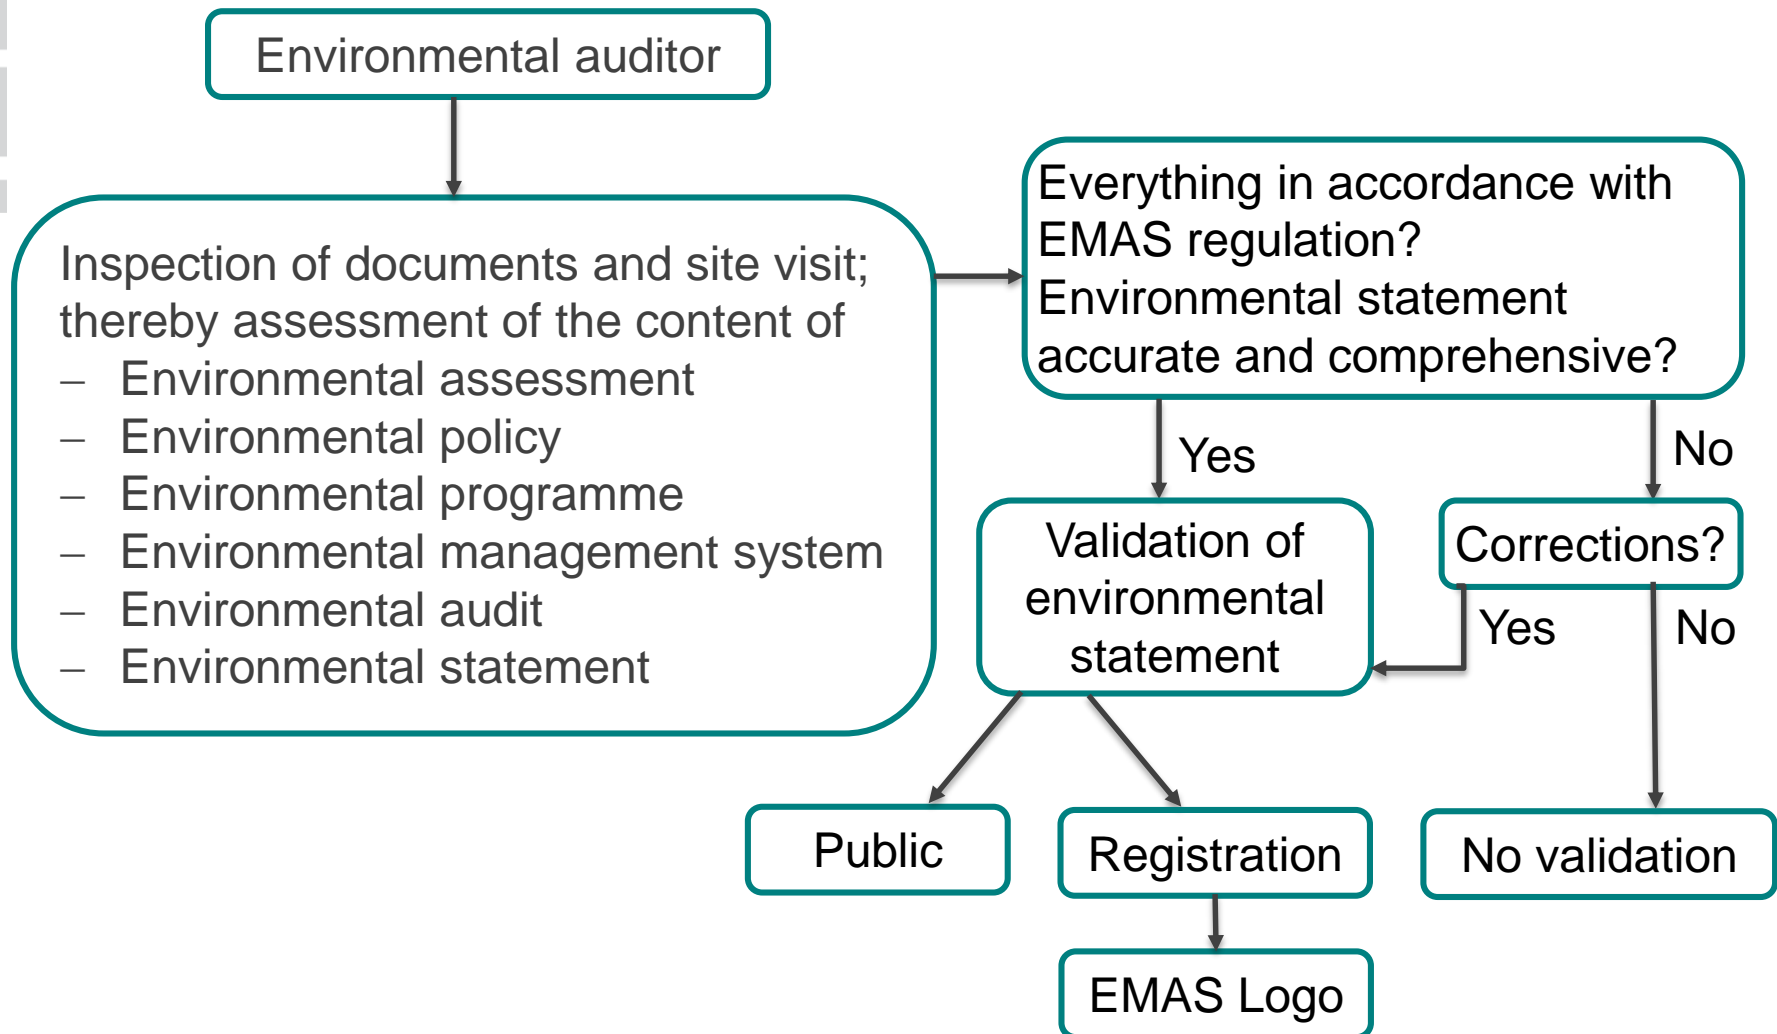 Environmental auditor
Inspection of documents and site visit;
thereby assessment of the content of
– Environmental assessment
– Environmental policy
– Environmental programme
– Environmental management system
– Environmental audit
– Environmental statement
Everything in accordance with
EMAS regulation?
Environmental statement
accurate and comprehensive?
Yes
No
Validation of
environmental
statement
Corrections?
Yes
No
Public
Registration
No validation
EMAS Logo